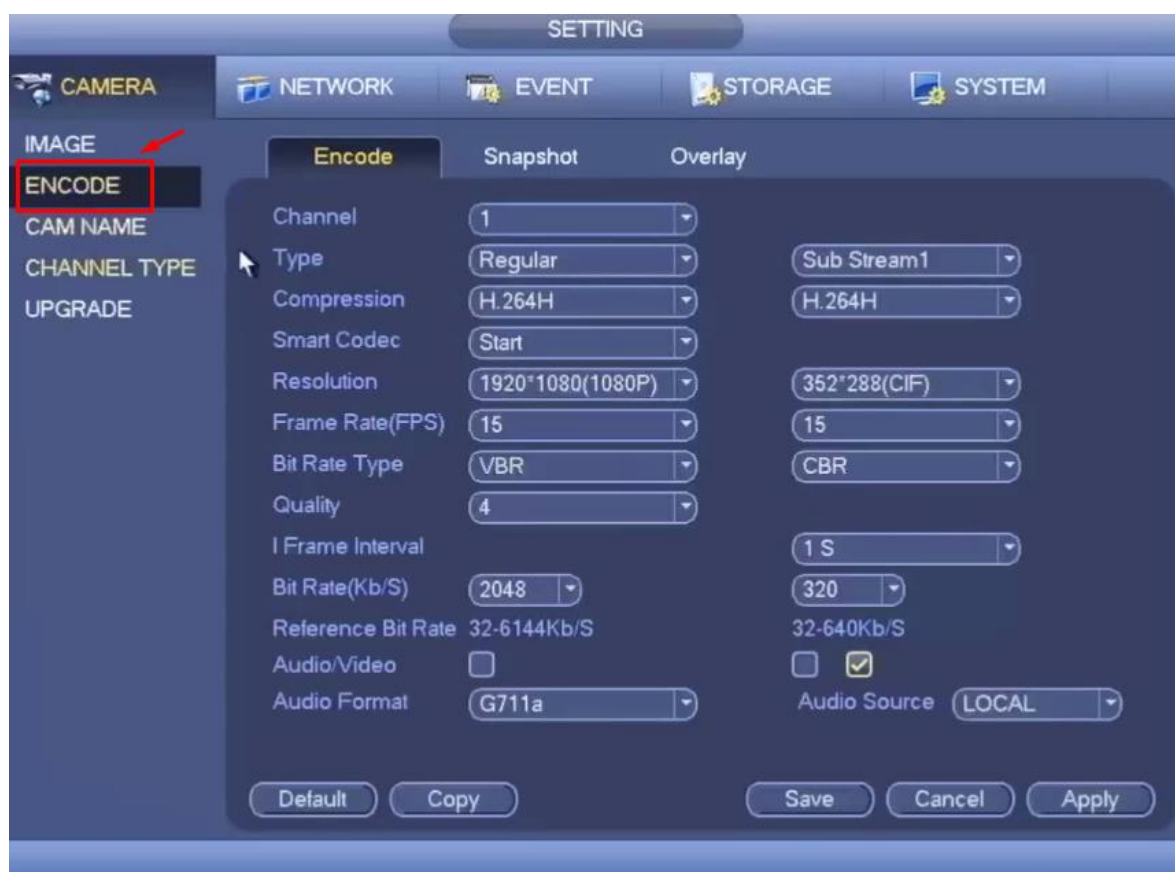 SETTING
CAMERA NETWORK EVENT STORAGE SYSTEM
IMAGE
ENCODE
CAM NAME
CHANNEL TYPE
UPGRADE
Encode Snapshot Overlay
Channel 1
Type Regular Sub Stream1
Compression H.264H H.264H
Smart Codec Start
Resolution 1920*1080(1080P) 352*288(CIF)
Frame Rate(FPS) 15 15
Bit Rate Type VBR CBR
Quality 4
I Frame Interval 1 S
Bit Rate(Kb/S) 2048 320
Reference Bit Rate 32-6144Kb/S 32-640Kb/S
Audio/Video
Audio Format G711a Audio Source LOCAL
Default Copy Save Cancel Apply